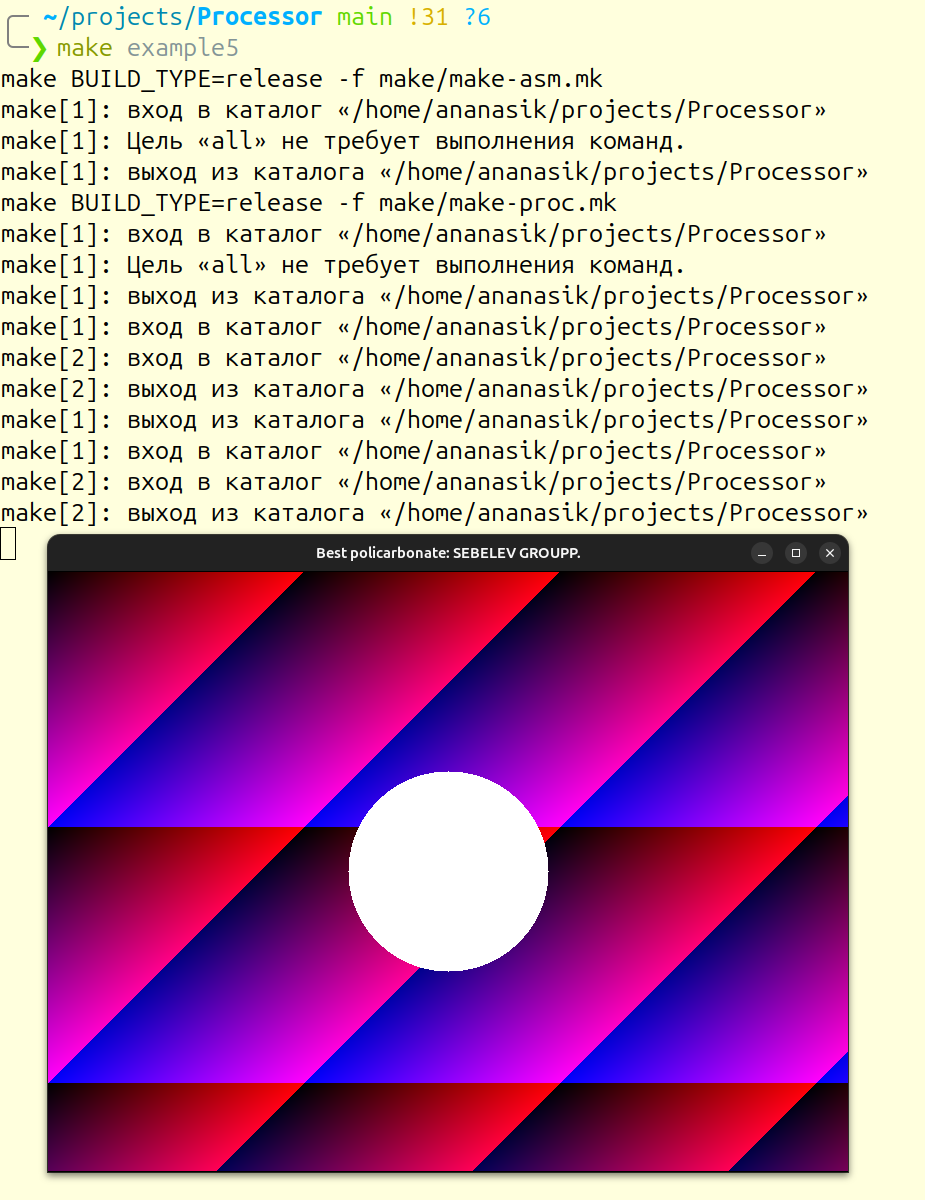 ~/projects/Processor main !31 ?6
❯ make example5
make BUILD_TYPE=release -f make/make-asm.mk
make[1]: вход в каталог «/home/ananasik/projects/Processor»
make[1]: Цель «all» не требует выполнения команд.
make[1]: выход из каталога «/home/ananasik/projects/Processor»
make BUILD_TYPE=release -f make/make-proc.mk
make[1]: вход в каталог «/home/ananasik/projects/Processor»
make[1]: Цель «all» не требует выполнения команд.
make[1]: выход из каталога «/home/ananasik/projects/Processor»
make[1]: вход в каталог «/home/ananasik/projects/Processor»
make[2]: вход в каталог «/home/ananasik/projects/Processor»
make[2]: выход из каталога «/home/ananasik/projects/Processor»
make[1]: выход из каталога «/home/ananasik/projects/Processor»
make[1]: вход в каталог «/home/ananasik/projects/Processor»
make[2]: вход в каталог «/home/ananasik/projects/Processor»
make[2]: выход из каталога «/home/ananasik/projects/Processor»
Best policarbonate: SEBELEV GROUPP.